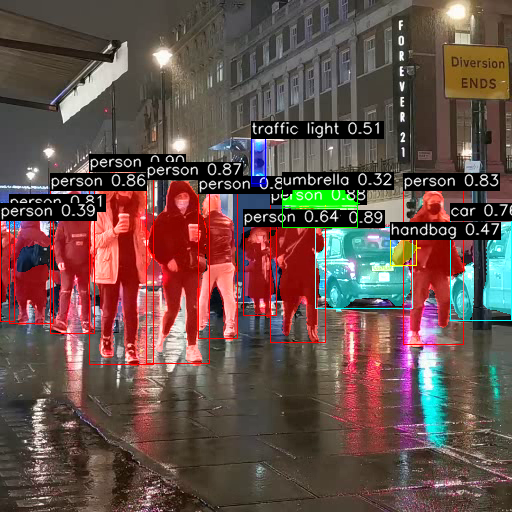 FOREVER 21
Diversion
ENDS
traffic light 0.51
person 0.90
person 0.87
person 0.86
person 0.8
umbrella 0.32
person 0.83
person 0.88
person 0.81
person 0.39
person 0.64
0.89
car 0.76
handbag 0.47